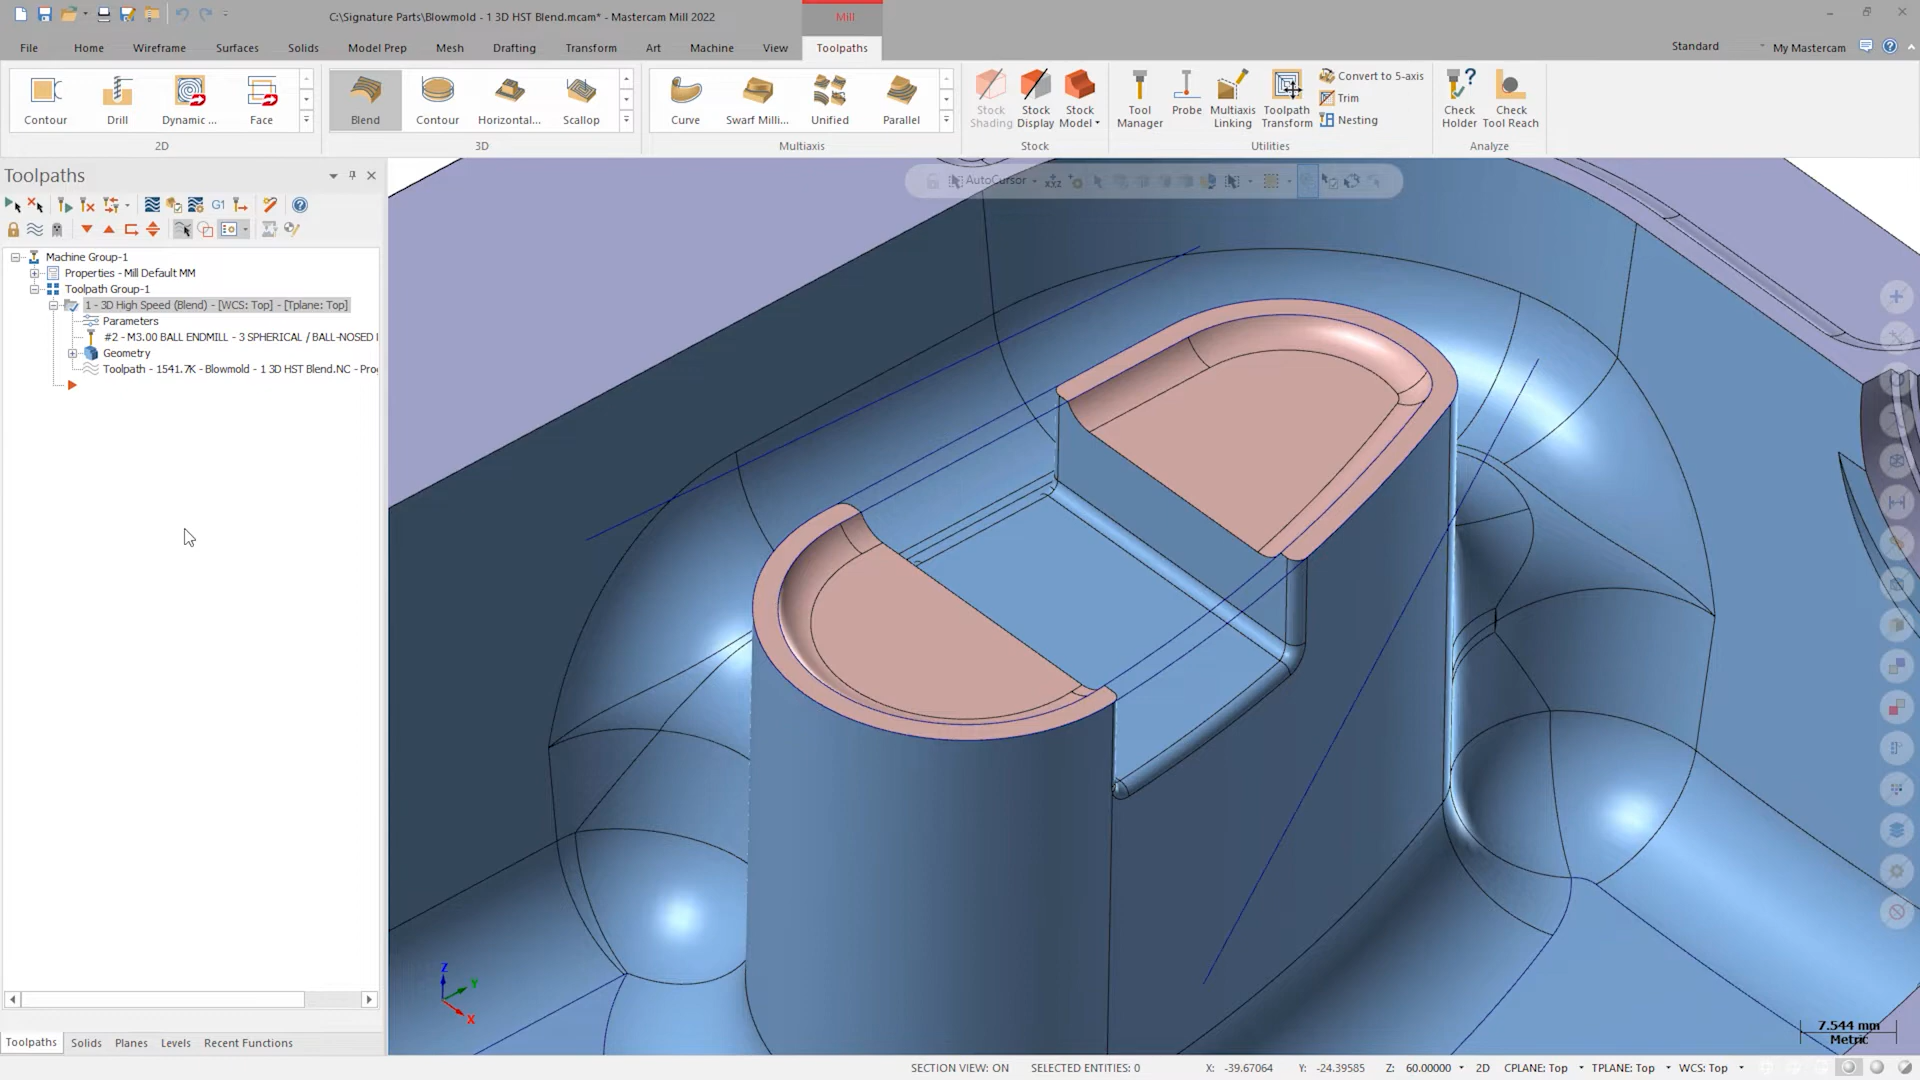 C:\Signature Parts\Blowmold - 1 3D HST Blend.mcam* - Mastercam Mill 2022
Mill
File Home Wireframe Surfaces Solids Model Prep Mesh Drafting Transform Art Machine View Toolpaths
Standard My Mastercam
Contour Drill Dynamic ... Face
2D
Blend Contour Horizontal... Scallop
3D
Curve Swarf Milli... Unified Parallel
Multiaxis
Stock Shading
Stock Display
Stock Model
Stock
Tool Manager
Probe
Multiaxis Linking
Toolpath Transform
Convert to 5-axis
Trim
Nesting
Utilities
Check Holder
Check Tool Reach
Analyze
Toolpaths
G1
AutoCursor
Machine Group-1
Properties - Mill Default MM
Toolpath Group-1
1 - 3D High Speed (Blend) - [WCS: Top] - [Tplane: Top]
Parameters
#2 - M3.00 BALL ENDMILL - 3 SPHERICAL / BALL-NOSED
Geometry
Toolpath - 1541.7K - Blowmold - 1 3D HST Blend.NC - Pro
Z
Y
X
7.544 mm
Metric
Toolpaths Solids Planes Levels Recent Functions
SECTION VIEW: ON SELECTED ENTITIES: 0 X: -39.67064 Y: -24.39585 Z: 60.00000 2D CPLANE: Top TPLANE: Top WCS: Top